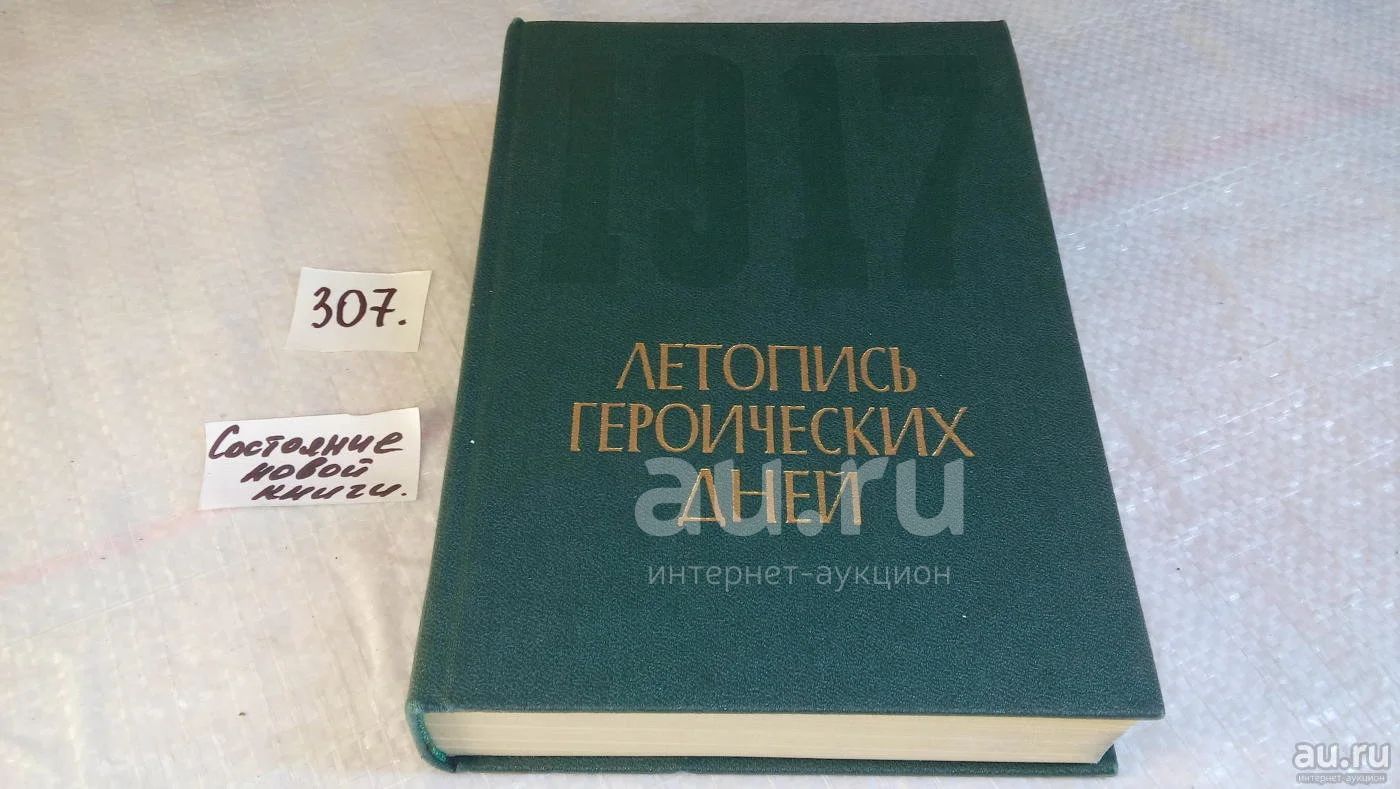 1917
307.
ЛЕТОПИСЬ
ГЕРОИЧЕСКИХ
ДНЕЙ
Состояние
новой
книги.
au.ru
интернет-аукцион
au.ru
интернет-аукцион